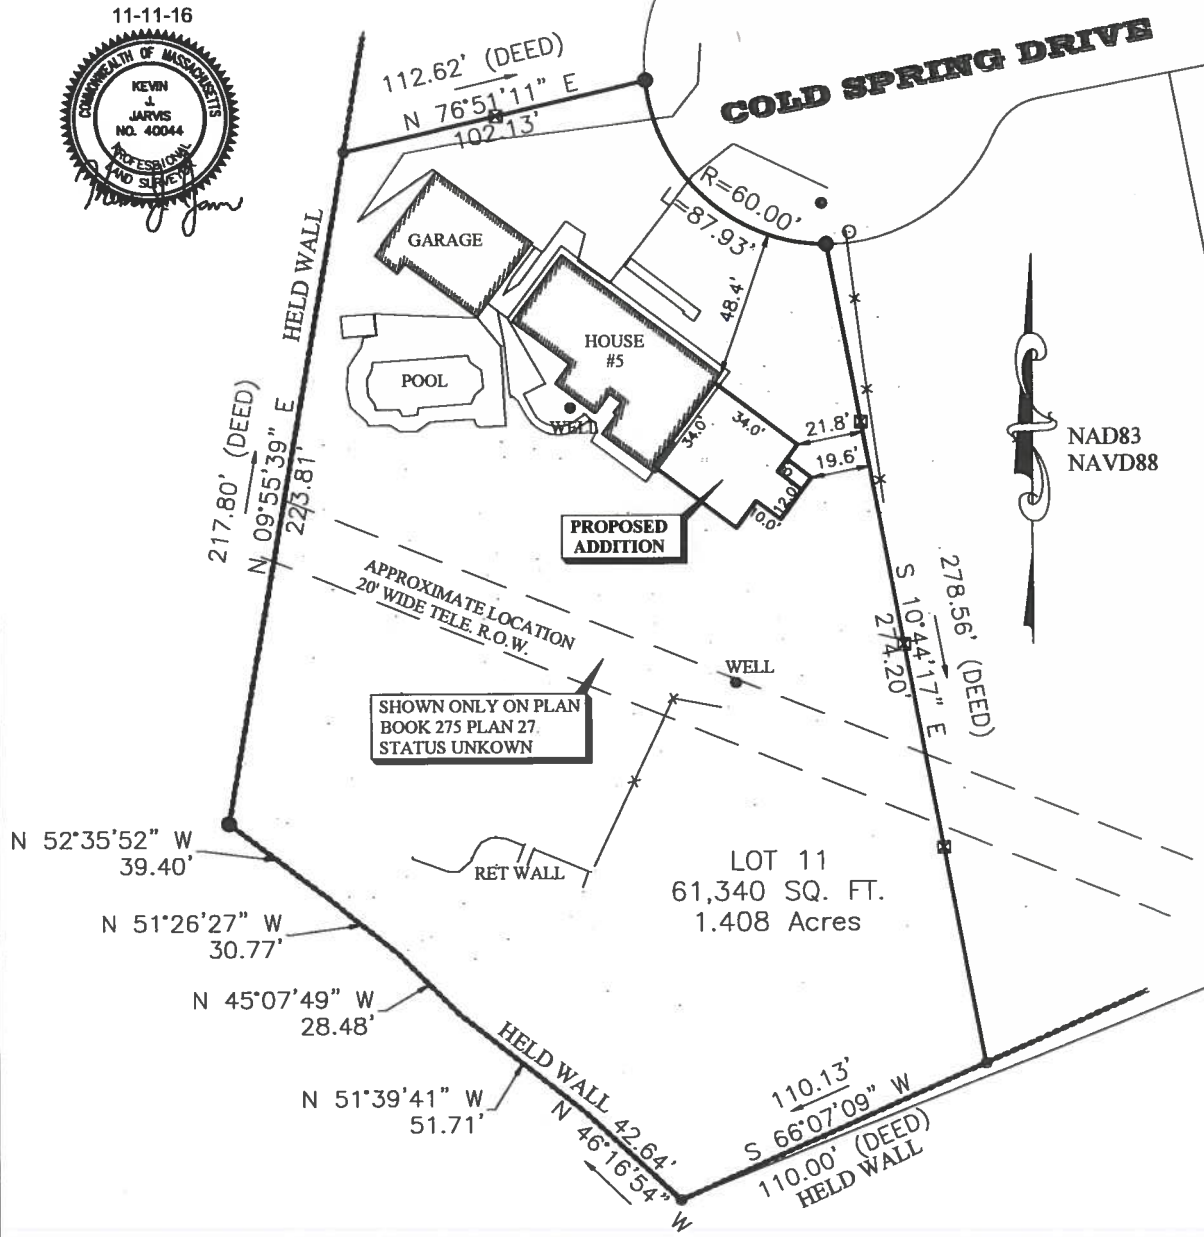 11-11-16
COMMONWEALTH OF MASSACHUSETTS
KEVIN
J.
JARVIS
NO. 40044
PROFESSIONAL
LAND SURVEYOR
112.62' (DEED)
N 76°51'11" E
102.13'
COLD SPRING DRIVE
R=60.00'
L=87.93'
GARAGE
HELD WALL
48.4'
HOUSE
#5
POOL
WELL
34.0'
34.0'
21.8'
19.6'
12.0'
10.0'
NAD83
NAVD88
PROPOSED
ADDITION
217.80' (DEED)
N 09°55'39" E
223.81'
APPROXIMATE LOCATION
20' WIDE TELE. R.O.W.
278.56' (DEED)
S 10°44'17" E
274.20'
WELL
SHOWN ONLY ON PLAN
BOOK 275 PLAN 27
STATUS UNKOWN
N 52°35'52" W
39.40'
RET WALL
LOT 11
61,340 SQ. FT.
1.408 Acres
N 51°26'27" W
30.77'
N 45°07'49" W
28.48'
HELD WALL
N 51°39'41" W
51.71'
42.64'
N 46°16'54" W
110.13'
S 66°07'09" W
110.00' (DEED)
HELD WALL